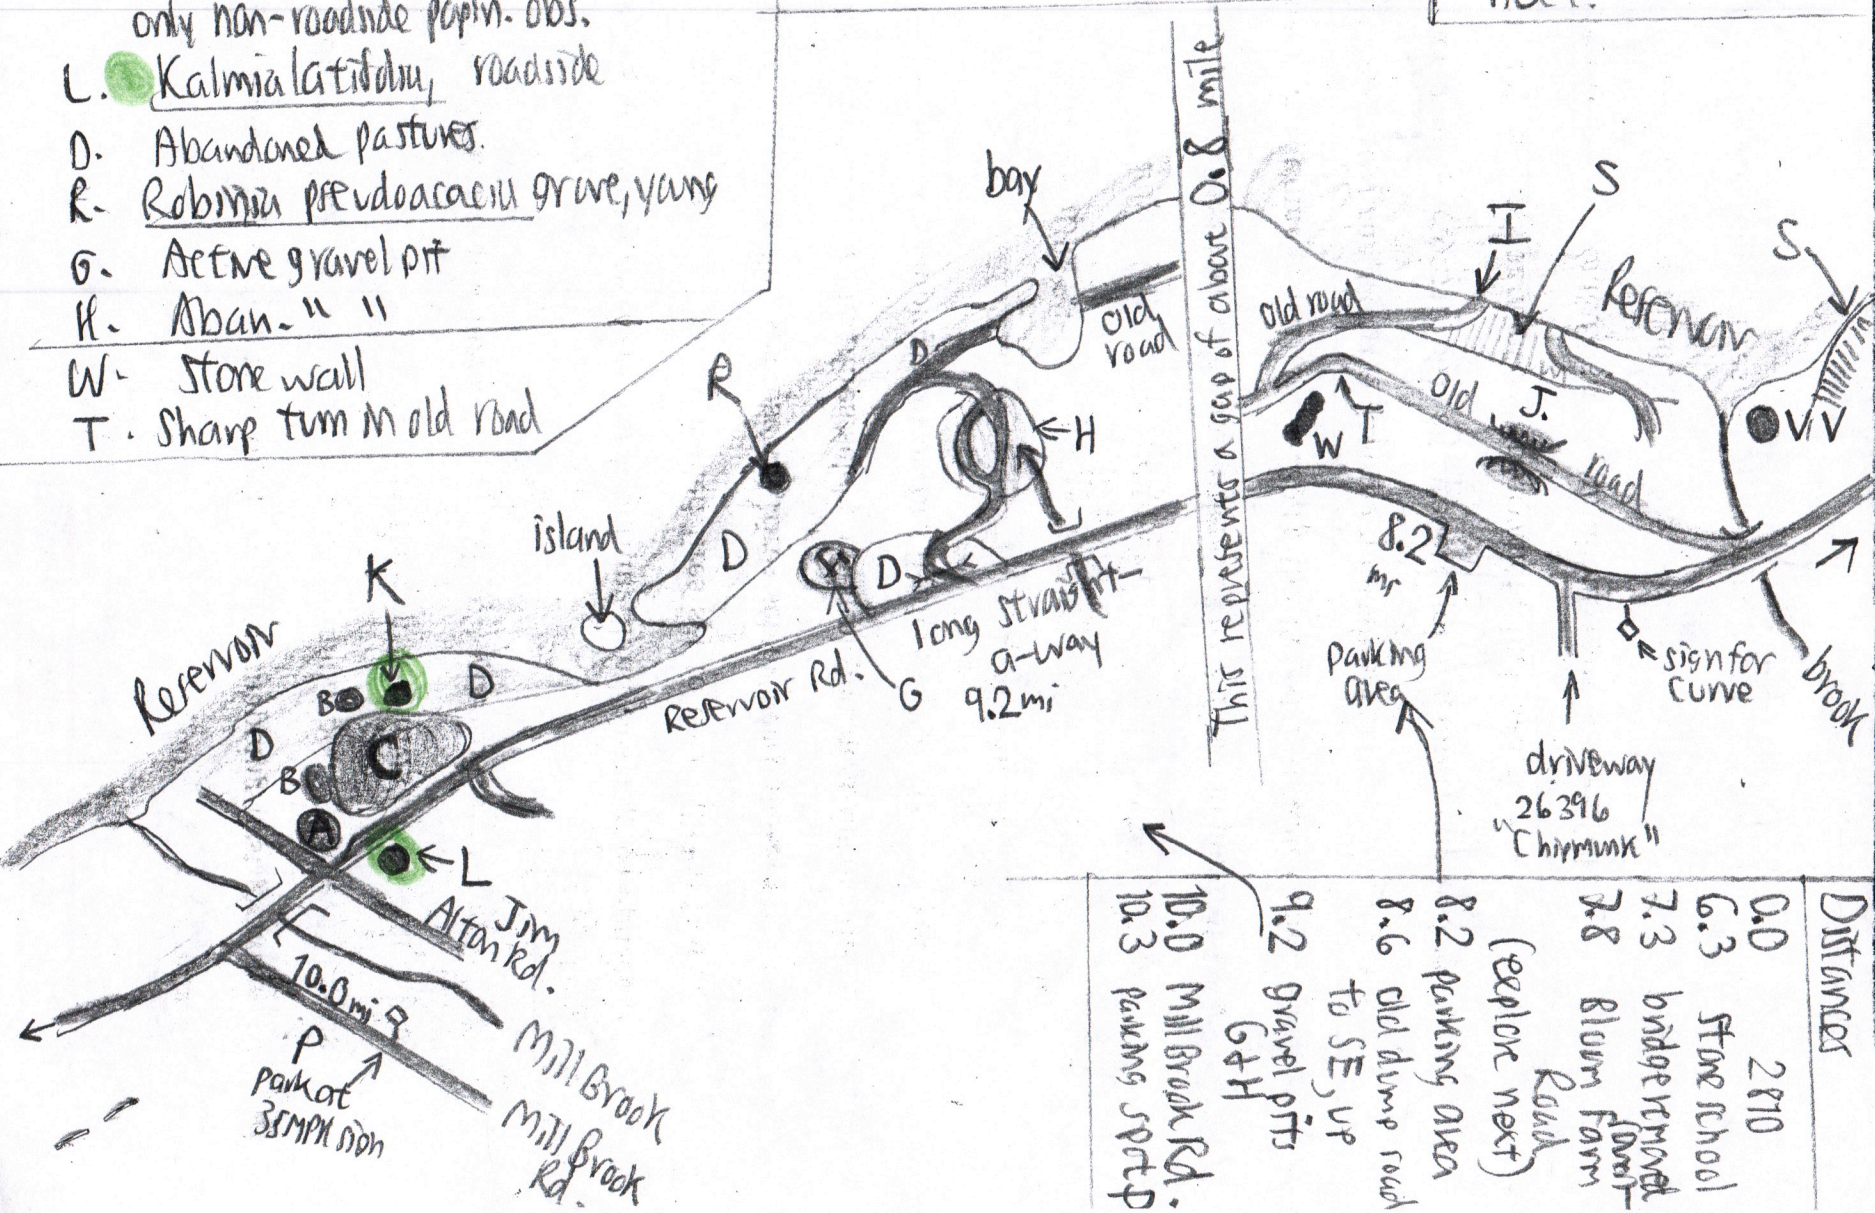 only non-roadside popln. obs.
L. Kalmia latifolia, roadside
D. Abandoned pastures.
R. Robinia pseudoacacia grove, young
G. Active gravel pit
H. Aban. " "
W. Stone wall
T. Sharp turn in old road
bay
This represents a gap of about 0.8 mile
I
S
S.
Reservoir
old road
old road
D
R
H
W
T
old
J.
road
VV
island
D
D
8.2
mi
K
long straight-
a-way
9.2mi
G
Reservoir Rd.
parking
area
sign for
curve
brook
Reservoir
B
D
D
C
B
A
driveway
26396
"Chipmunk"
L
Jim
Alton Rd.
10.0mi
P
park at
35MPH sign
Mill Brook
Mill Brook
Rd.
Distances
0.0 2810
6.3 stone school
7.3 bridge removed
7.8 Blum Farm
Road
(explore next)
8.2 parking area
8.6 old dump road
to SE, up
9.2 gravel pits
G+H
10.0 Mill Brook Rd.
10.3 parking spot P